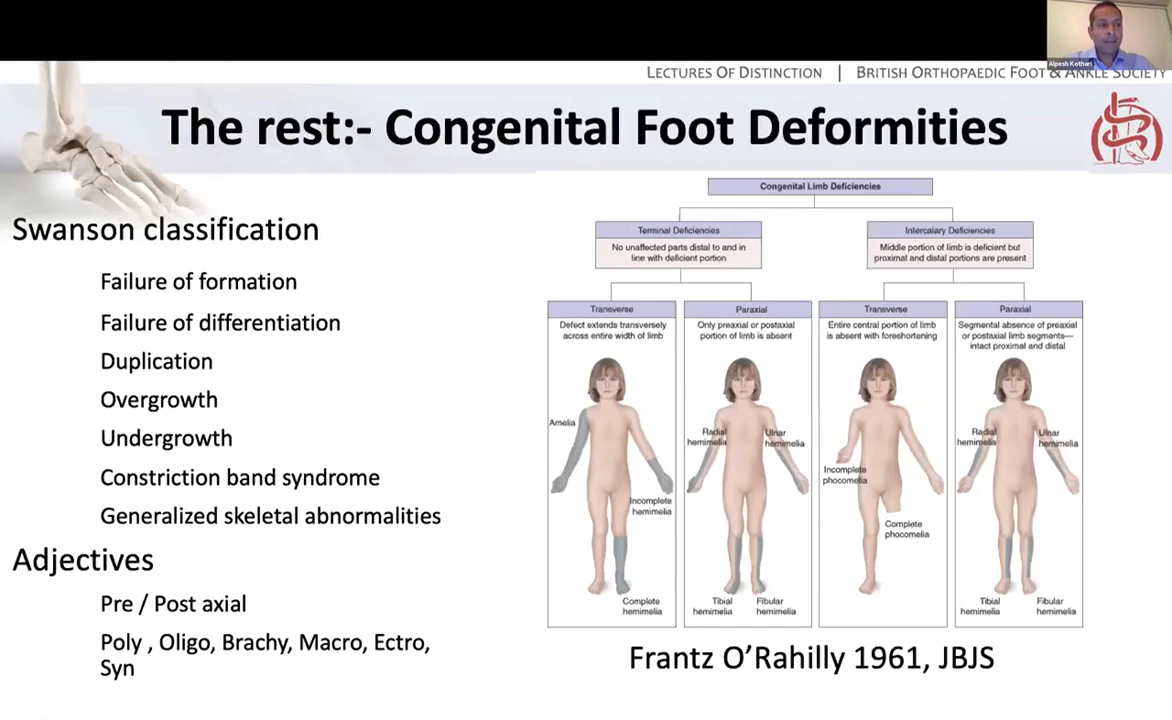 Alpesh Kothari
LECTURES OF DISTINCTION | BRITISH ORTHOPAEDIC FOOT & ANKLE SOCIETY
The rest:- Congenital Foot Deformities
Swanson classification
Failure of formation
Failure of differentiation
Duplication
Overgrowth
Undergrowth
Constriction band syndrome
Generalized skeletal abnormalities
Adjectives
Pre / Post axial
Poly , Oligo, Brachy, Macro, Ectro,
Syn
Congenital Limb Deficiencies
Terminal Deficiencies
No unaffected parts distal to and in
line with deficient portion
Intercalary Deficiencies
Middle portion of limb is deficient but
proximal and distal portions are present
Transverse
Defect extends transversely
across entire width of limb
Amelia
Incomplete
hemimelia
Complete
hemimelia
Paraxial
Only preaxial or postaxial
portion of limb is absent
Radial
hemimelia
Ulnar
hemimelia
Tibial
hemimelia
Fibular
hemimelia
Transverse
Entire central portion of limb
is absent with foreshortening
Incomplete
phocomelia
Complete
phocomelia
Paraxial
Segmental absence of preaxial
or postaxial limb segments—
intact proximal and distal
Radial
hemimelia
Ulnar
hemimelia
Tibial
hemimelia
Fibular
hemimelia
Frantz O'Rahilly 1961, JBJS